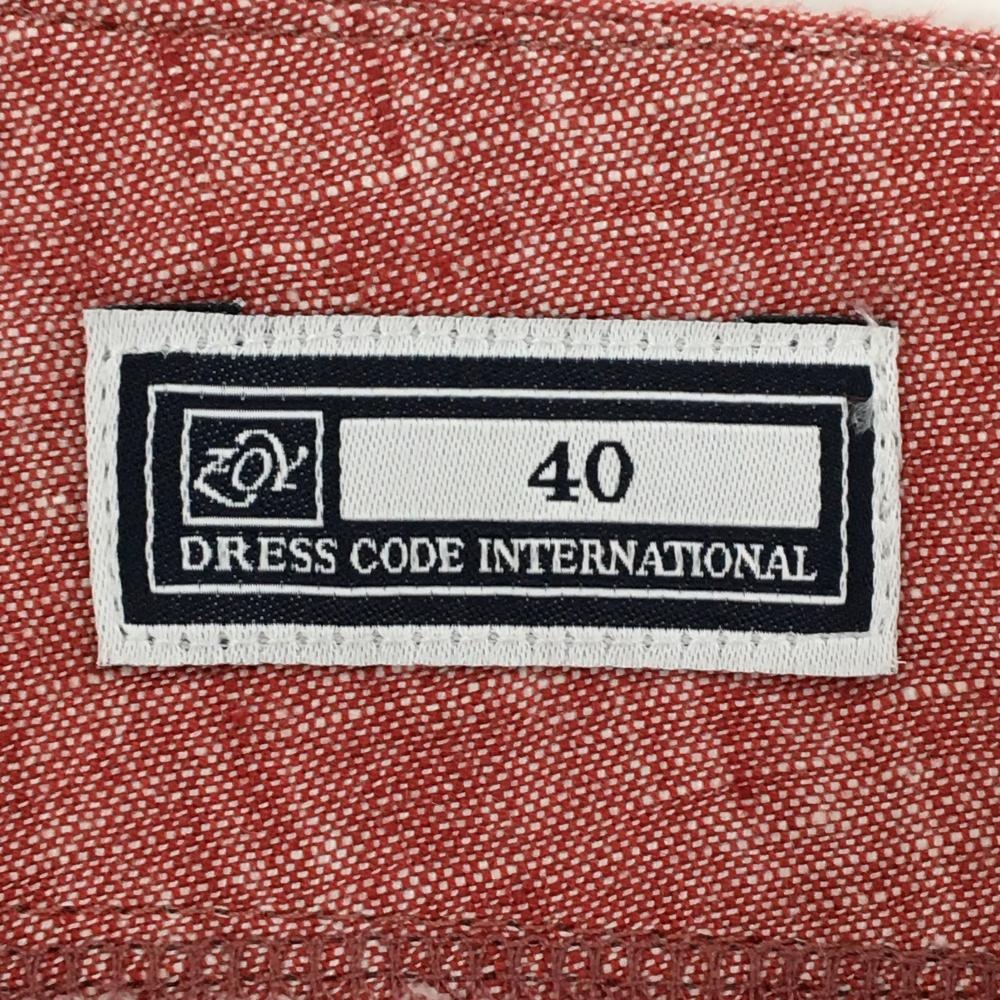 ZOY
40
DRESS CODE INTERNATIONAL